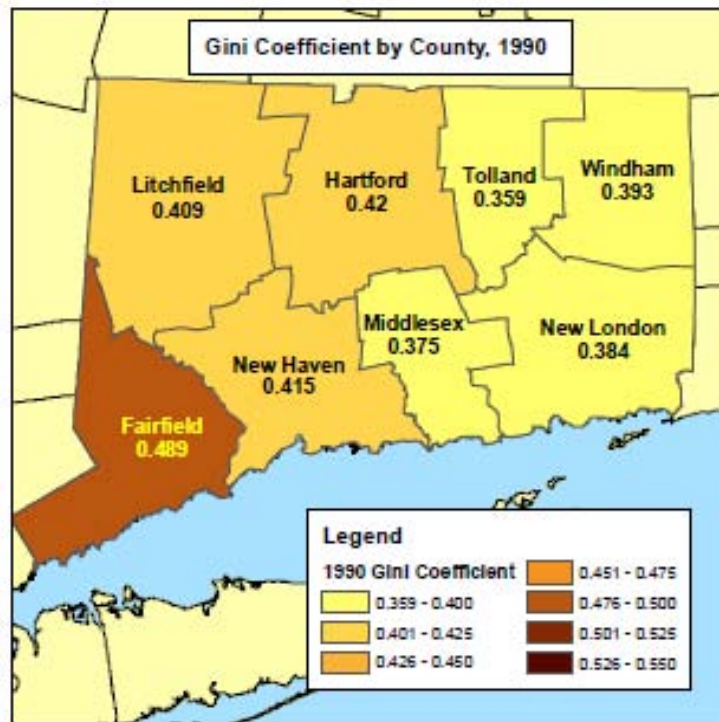 Gini Coefficient by County, 1990
Litchfield
0.409
Hartford
0.42
Tolland
0.359
Windham
0.393
Middlesex
0.375
New London
0.384
New Haven
0.415
Fairfield
0.489
Legend
1990 Gini Coefficient
0.359 - 0.400
0.401 - 0.425
0.426 - 0.450
0.451 - 0.475
0.476 - 0.500
0.501 - 0.525
0.526 - 0.550